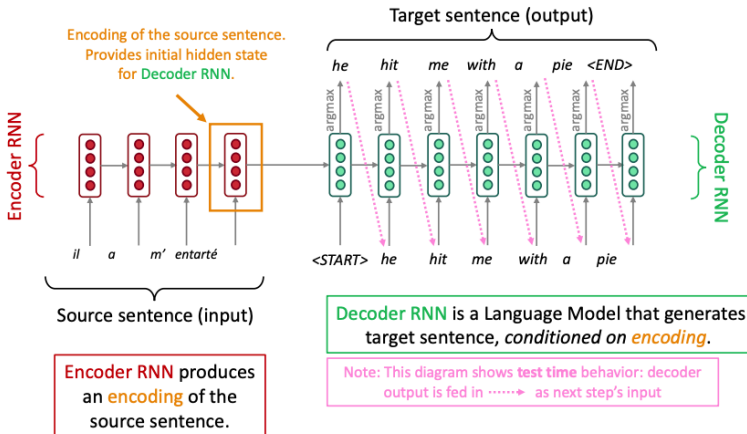 Target sentence (output)
Encoding of the source sentence.
Provides initial hidden state
for Decoder RNN.
he hit me with a pie <END>
argmax argmax argmax argmax argmax argmax argmax
Encoder RNN
Decoder RNN
il a m' entarté
<START> he hit me with a pie
Source sentence (input)
Decoder RNN is a Language Model that generates
target sentence, conditioned on encoding.
Encoder RNN produces
an encoding of the
source sentence.
Note: This diagram shows test time behavior: decoder
output is fed in as next step's input